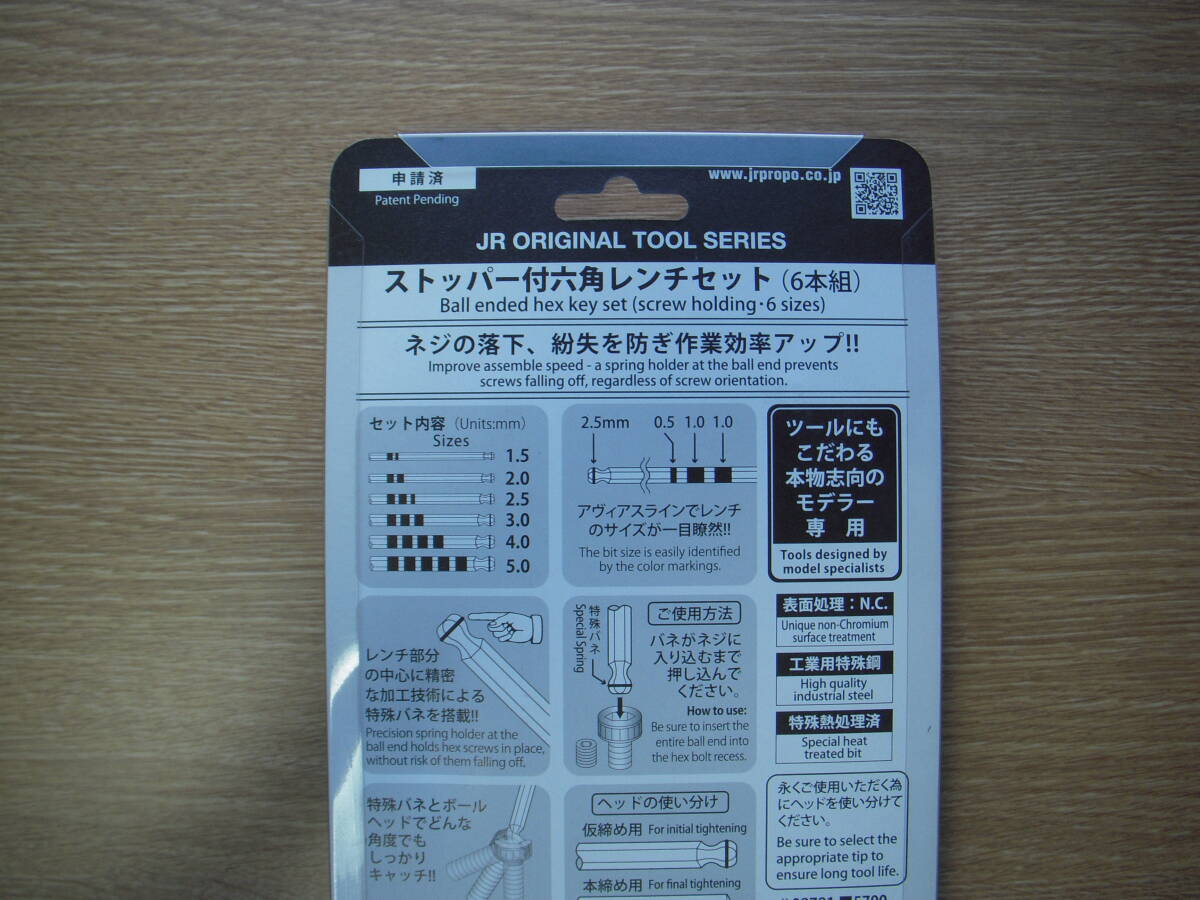 申請済
Patent Pending
www.jrpropo.co.jp
JR ORIGINAL TOOL SERIES
ストッパー付六角レンチセット(6本組)
Ball ended hex key set (screw holding・6 sizes)
ネジの落下、紛失を防ぎ作業効率アップ!!
Improve assemble speed - a spring holder at the ball end prevents
screws falling off, regardless of screw orientation.
セット内容 (Units:mm)
Sizes
1.5
2.0
2.5
3.0
4.0
5.0
2.5mm 0.5 1.0 1.0
アヴィアスラインでレンチ
のサイズが一目瞭然!!
The bit size is easily identified
by the color markings.
ツールにも
こだわる
本物志向の
モデラー
専用
Tools designed by
model specialists
レンチ部分
の中心に精密
な加工技術による
特殊バネを搭載!!
Precision spring holder at the
ball end holds hex screws in place,
without risk of them falling off.
特殊バネ
Special Spring
ご使用方法
バネがネジに
入り込むまで
押し込んで
ください。
How to use:
Be sure to insert the
entire ball end into
the hex bolt recess.
表面処理:N.C.
Unique non-Chromium
surface treatment
工業用特殊鋼
High quality
industrial steel
特殊熱処理済
Special heat
treated bit
特殊バネとボール
ヘッドでどんな
角度でも
しっかり
キャッチ!!
ヘッドの使い分け
仮締め用 For initial tightening
本締め用 For final tightening
永くご使用いただく為
にヘッドを使い分けて
ください。
Be sure to select the
appropriate tip to
ensure long tool life.